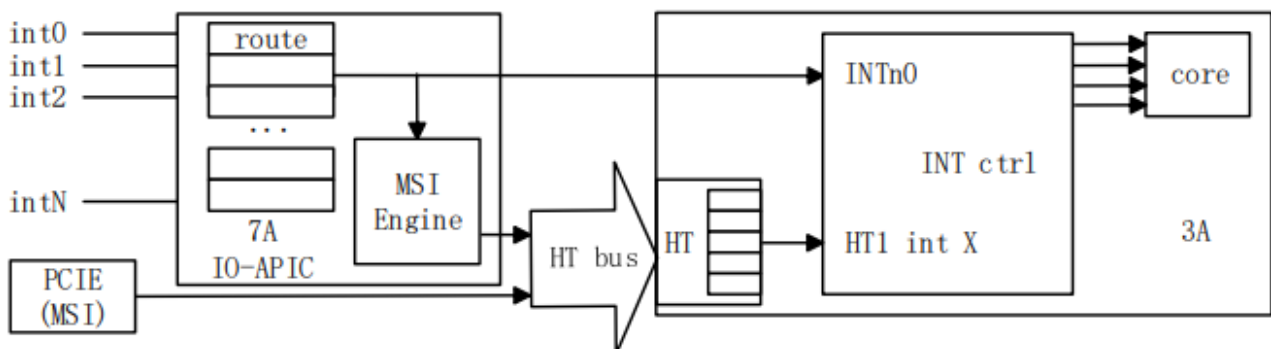 int0
int1
int2
intN
route
...
MSI
Engine
7A
IO-APIC
PCIE
(MSI)
HT bus
HT
INTn0
INT ctrl
HT1 int X
core
3A